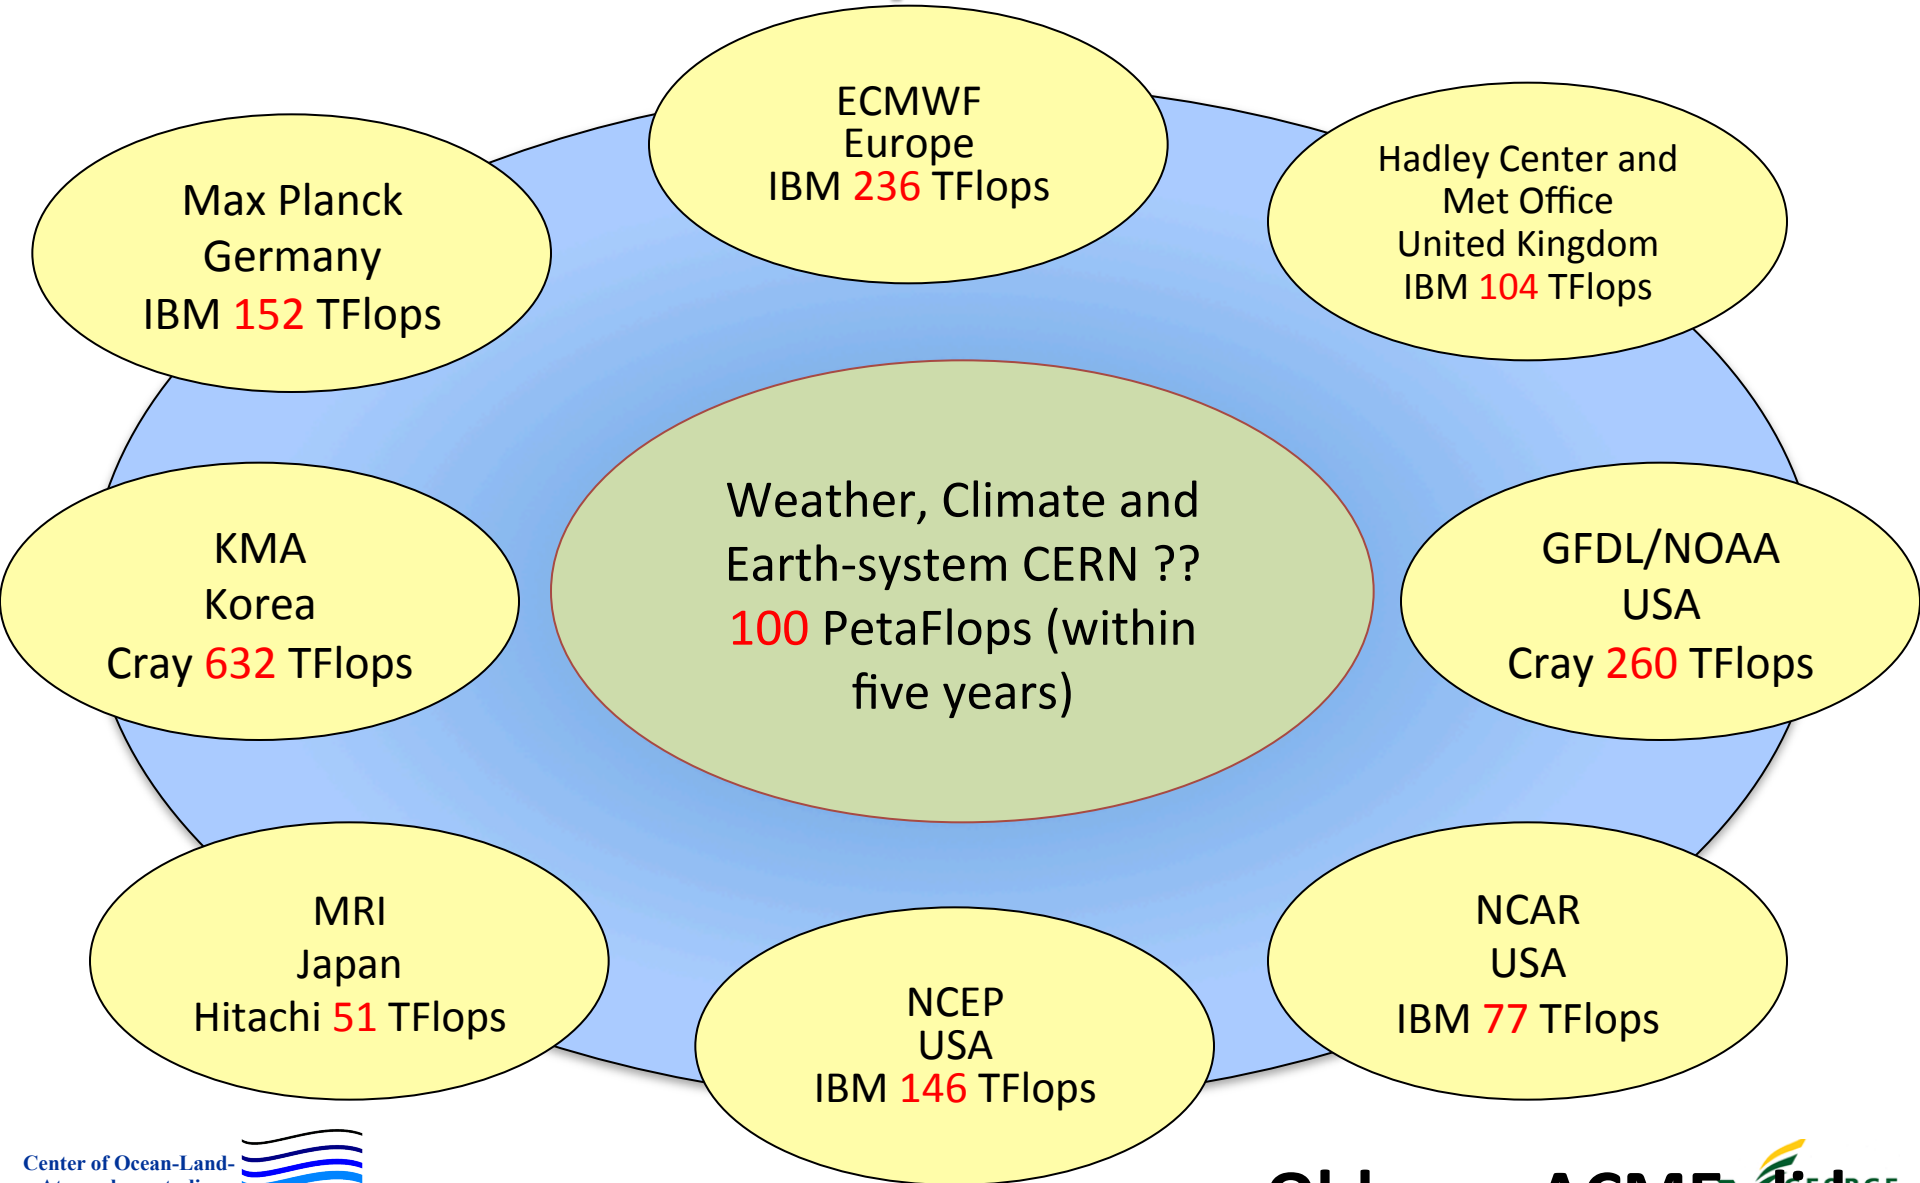 ECMWF
Europe
IBM 236 TFlops
Hadley Center and
Met Office
United Kingdom
IBM 104 TFlops
Max Planck
Germany
IBM 152 TFlops
Weather, Climate and
Earth-system CERN ??
100 PetaFlops (within
five years)
KMA
Korea
Cray 632 TFlops
GFDL/NOAA
USA
Cray 260 TFlops
MRI
Japan
Hitachi 51 TFlops
NCEP
USA
IBM 146 TFlops
NCAR
USA
IBM 77 TFlops
Center of Ocean-Land-